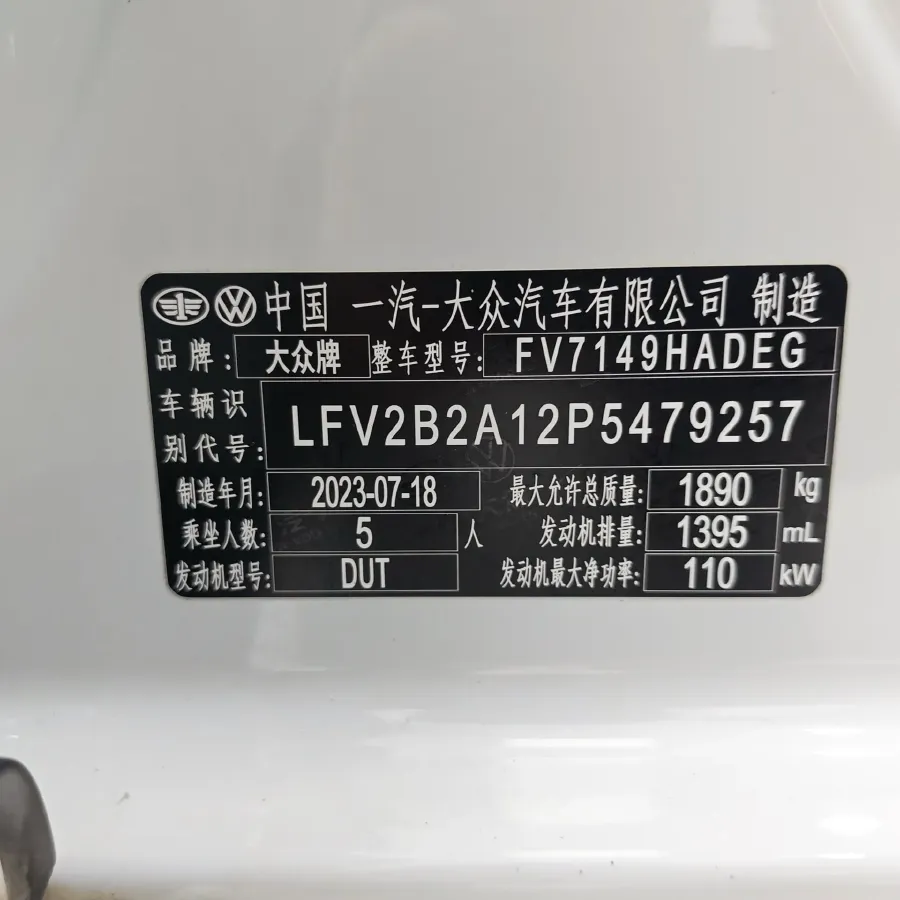 中国 一汽-大众汽车有限公司 制造
品牌: 大众牌 整车型号: FV7149HADEG
车辆识别代号: LFV2B2A12P5479257
制造年月: 2023-07-18 最大允许总质量: 1890 kg
乘坐人数: 5 人 发动机排量: 1395 mL
发动机型号: DUT 发动机最大净功率: 110 kW